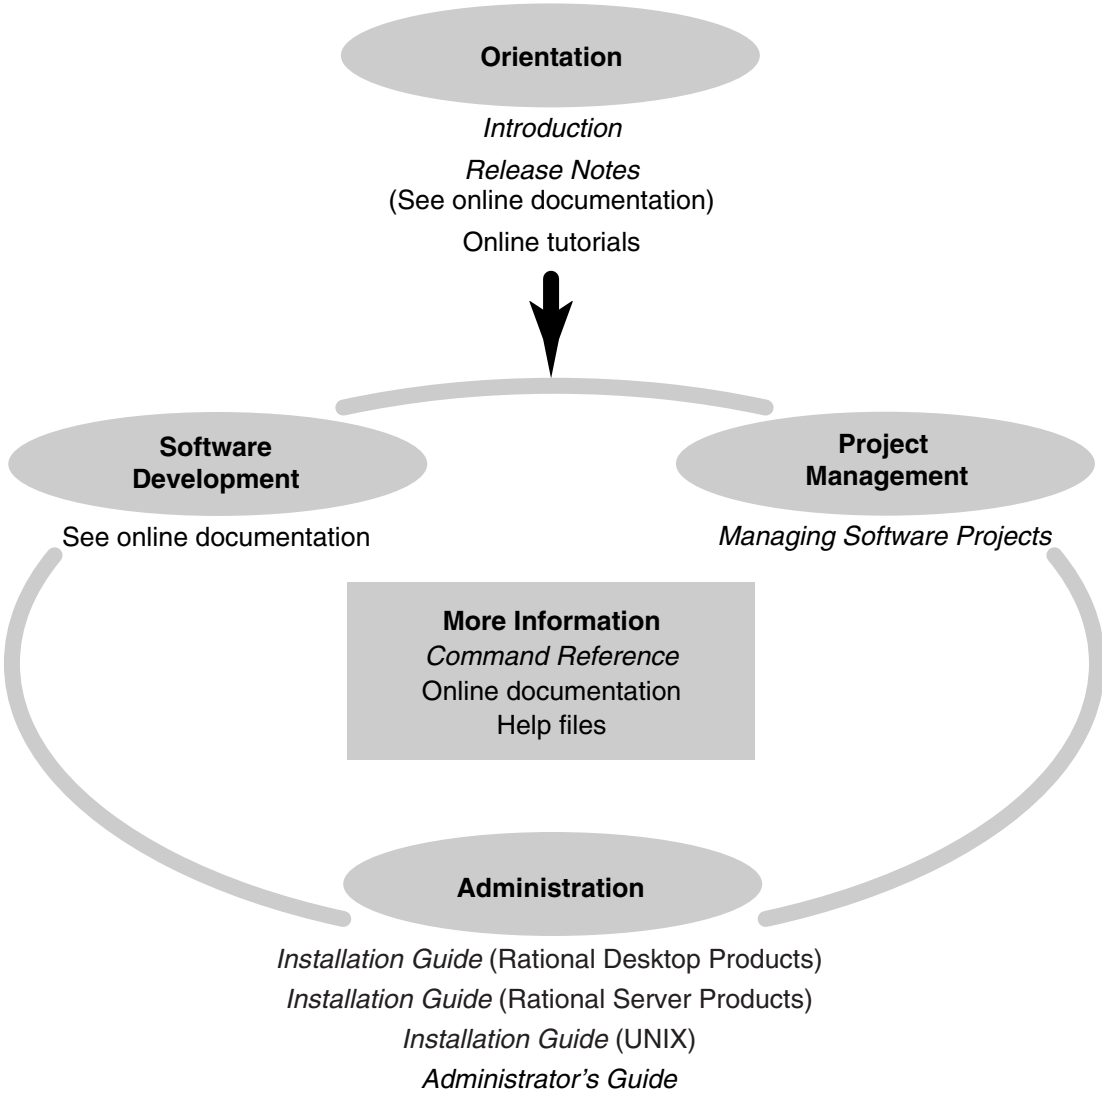 Orientation
Introduction
Release Notes
(See online documentation)
Online tutorials
Software
Development
See online documentation
Project
Management
Managing Software Projects
More Information
Command Reference
Online documentation
Help files
Administration
Installation Guide (Rational Desktop Products)
Installation Guide (Rational Server Products)
Installation Guide (UNIX)
Administrator’s Guide